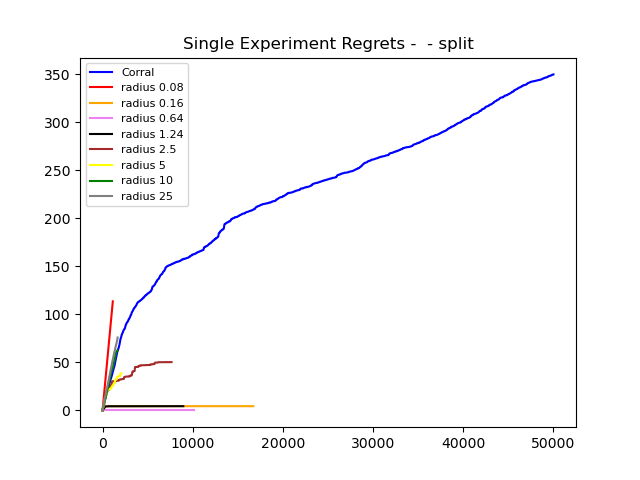 Single Experiment Regrets -  - split
350
300
250
200
150
100
50
0
Corral
radius 0.08
radius 0.16
radius 0.64
radius 1.24
radius 2.5
radius 5
radius 10
radius 25
0 10000 20000 30000 40000 50000